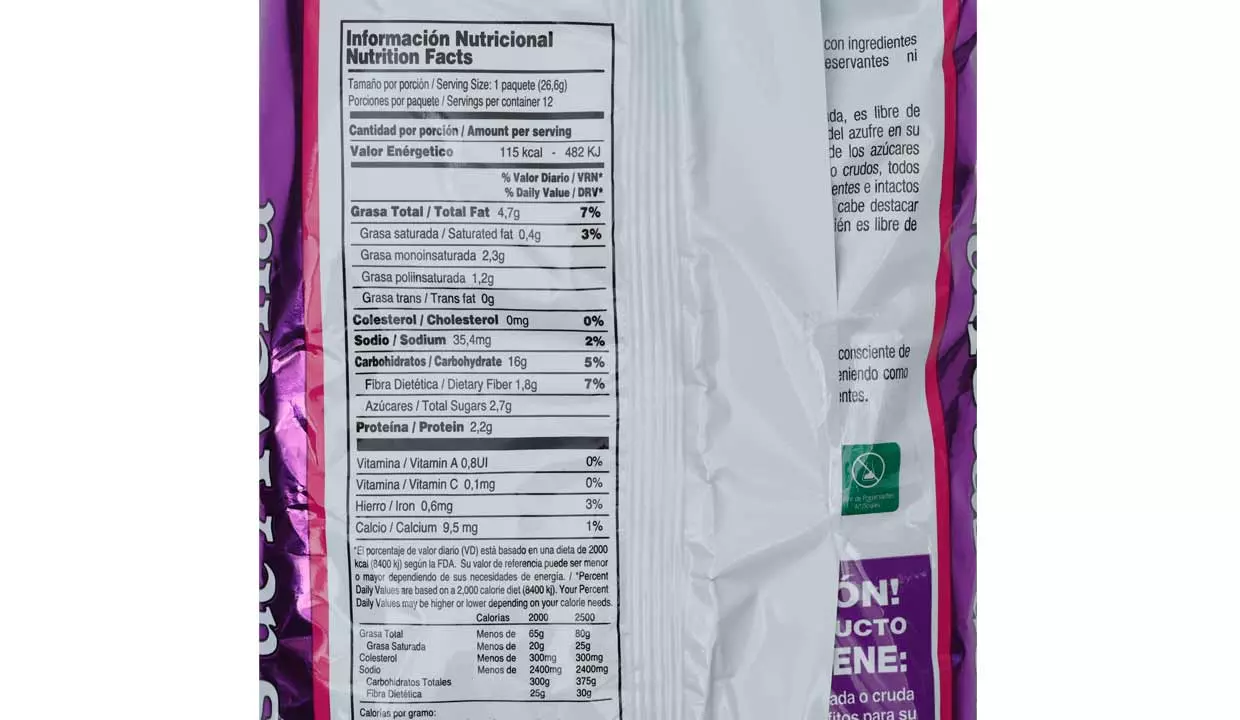 Información Nutricional
Nutrition Facts
Tamaño por porción / Serving Size: 1 paquete (26,6g)
Porciones por paquete / Servings per container 12
Cantidad por porción / Amount per serving
Valor Enérgetico 115 kcal - 482 KJ
% Valor Diario / VRN*
% Daily Value / DRV*
Grasa Total / Total Fat 4,7g 7%
Grasa saturada / Saturated fat 0,4g 3%
Grasa monoinsaturada 2,3g
Grasa poliinsaturada 1,2g
Grasa trans / Trans fat 0g
Colesterol / Cholesterol 0mg 0%
Sodio / Sodium 35,4mg 2%
Carbohidratos / Carbohydrate 16g 5%
Fibra Dietética / Dietary Fiber 1,8g 7%
Azúcares / Total Sugars 2,7g
Proteína / Protein 2,2g
Vitamina / Vitamin A 0,8UI 0%
Vitamina / Vitamin C 0,1mg 0%
Hierro / Iron 0,6mg 3%
Calcio / Calcium 9,5 mg 1%
*El porcentaje de valor diario (VD) está basado en una dieta de 2000
kcal (8400 kj) según la FDA. Su valor de referencia puede ser menor
o mayor dependiendo de sus necesidades de energía. / *Percent
Daily Values are based on a 2,000 calorie diet (8400 kj). Your Percent
Daily Values may be higher or lower depending on your calorie needs.
Calorías 2000 2500
Grasa Total Menos de 65g 80g
Grasa Saturada Menos de 20g 25g
Colesterol Menos de 300mg 300mg
Sodio Menos de 2400mg 2400mg
Carbohidratos Totales 300g 375g
Fibra Dietética 25g 30g
Calorías por gramo:
con ingredientes
eservantes ni
da, es libre de
del azufre en su
de los azúcares
o crudos, todos
entes e intactos
cabe destacar
ién es libre de
consciente de
eniendo como
ntes.
ÓN!
UCTO
ENE:
ada o cruda
fitos para su